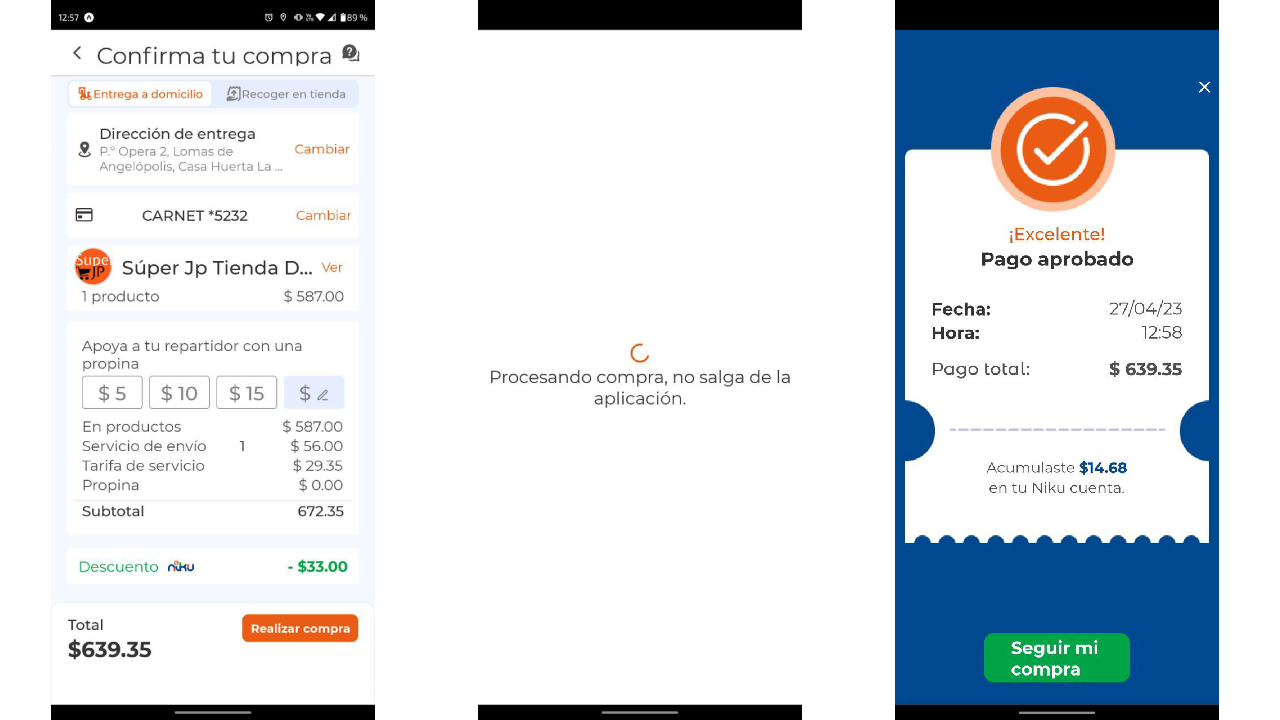 12:57
89 %
Confirma tu compra
Entrega a domicilio
Recoger en tienda
Dirección de entrega
P.º Opera 2, Lomas de
Angelópolis, Casa Huerta La ...
Cambiar
CARNET *5232
Cambiar
Súpe
JP
Súper Jp Tienda D...
Ver
1 producto
$ 587.00
Apoya a tu repartidor con una
propina
$ 5
$ 10
$ 15
$
En productos
$ 587.00
Servicio de envío
1
$ 56.00
Tarifa de servicio
$ 29.35
Propina
$ 0.00
Subtotal
672.35
Descuento niku
- $33.00
Total
$639.35
Realizar compra
Procesando compra, no salga de la
aplicación.
¡Excelente!
Pago aprobado
Fecha:
27/04/23
Hora:
12:58
Pago total:
$ 639.35
Acumulaste $14.68
en tu Niku cuenta.
Seguir mi
compra